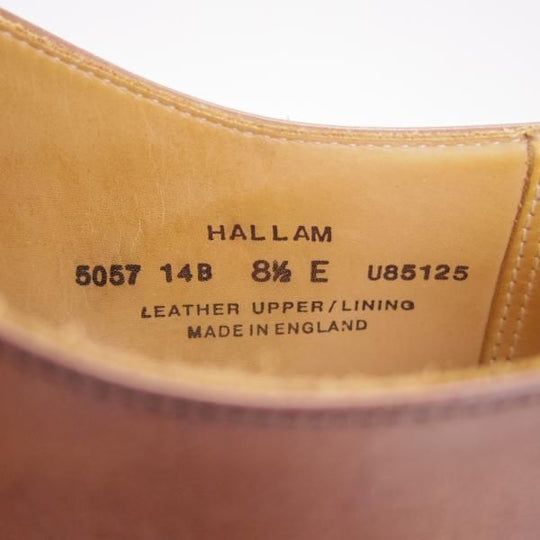 HALLAM
5057 14B 8½ E U85125
LEATHER UPPER/LINING
MADE IN ENGLAND